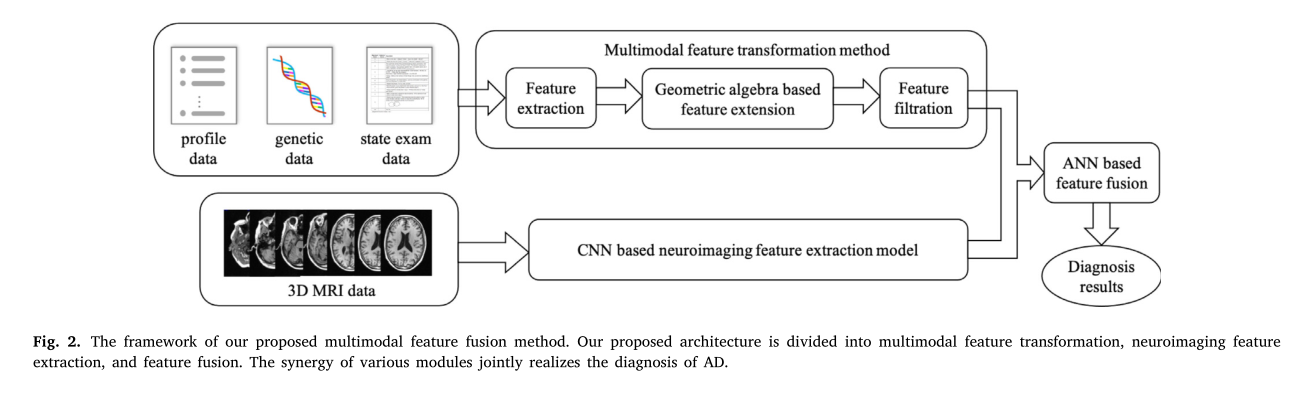 Multimodal feature transformation method
profile
data
genetic
data
state exam
data
Feature
extraction
Geometric algebra based
feature extension
Feature
filtration
ANN based
feature fusion
3D MRI data
CNN based neuroimaging feature extraction model
Diagnosis
results
Fig. 2. The framework of our proposed multimodal feature fusion method. Our proposed architecture is divided into multimodal feature transformation, neuroimaging feature
extraction, and feature fusion. The synergy of various modules jointly realizes the diagnosis of AD.